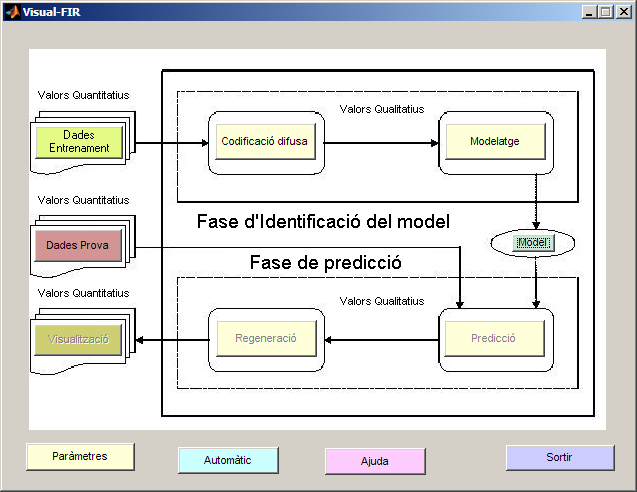 Visual-FIR
Valors Quantitatius
Valors Qualitatius
Dades
Entrenament
Codificació difusa
Modelatge
Valors Quantitatius
Fase d'Identificació del model
Dades Prova
Model
Fase de predicció
Valors Quantitatius
Valors Qualitatius
Visualització
Regeneració
Predicció
Paràmetres
Automàtic
Ajuda
Sortir